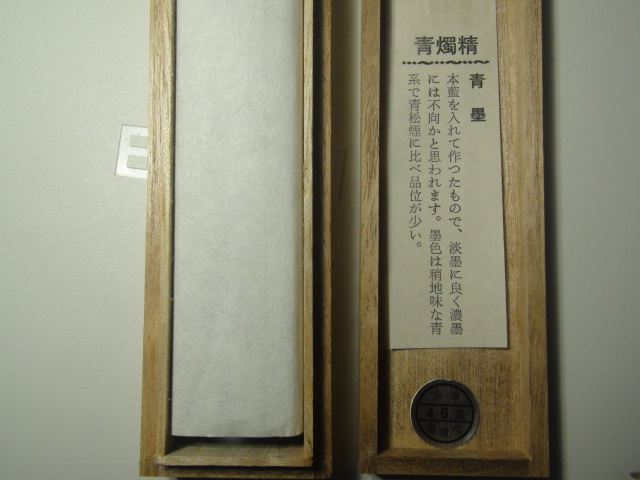 精燭青
青墨
本藍を入れて作つたもので、淡墨に良く濃墨
には不向かと思われます。墨色は稍地味な青
系で青松煙に比べ品位が少い。
46